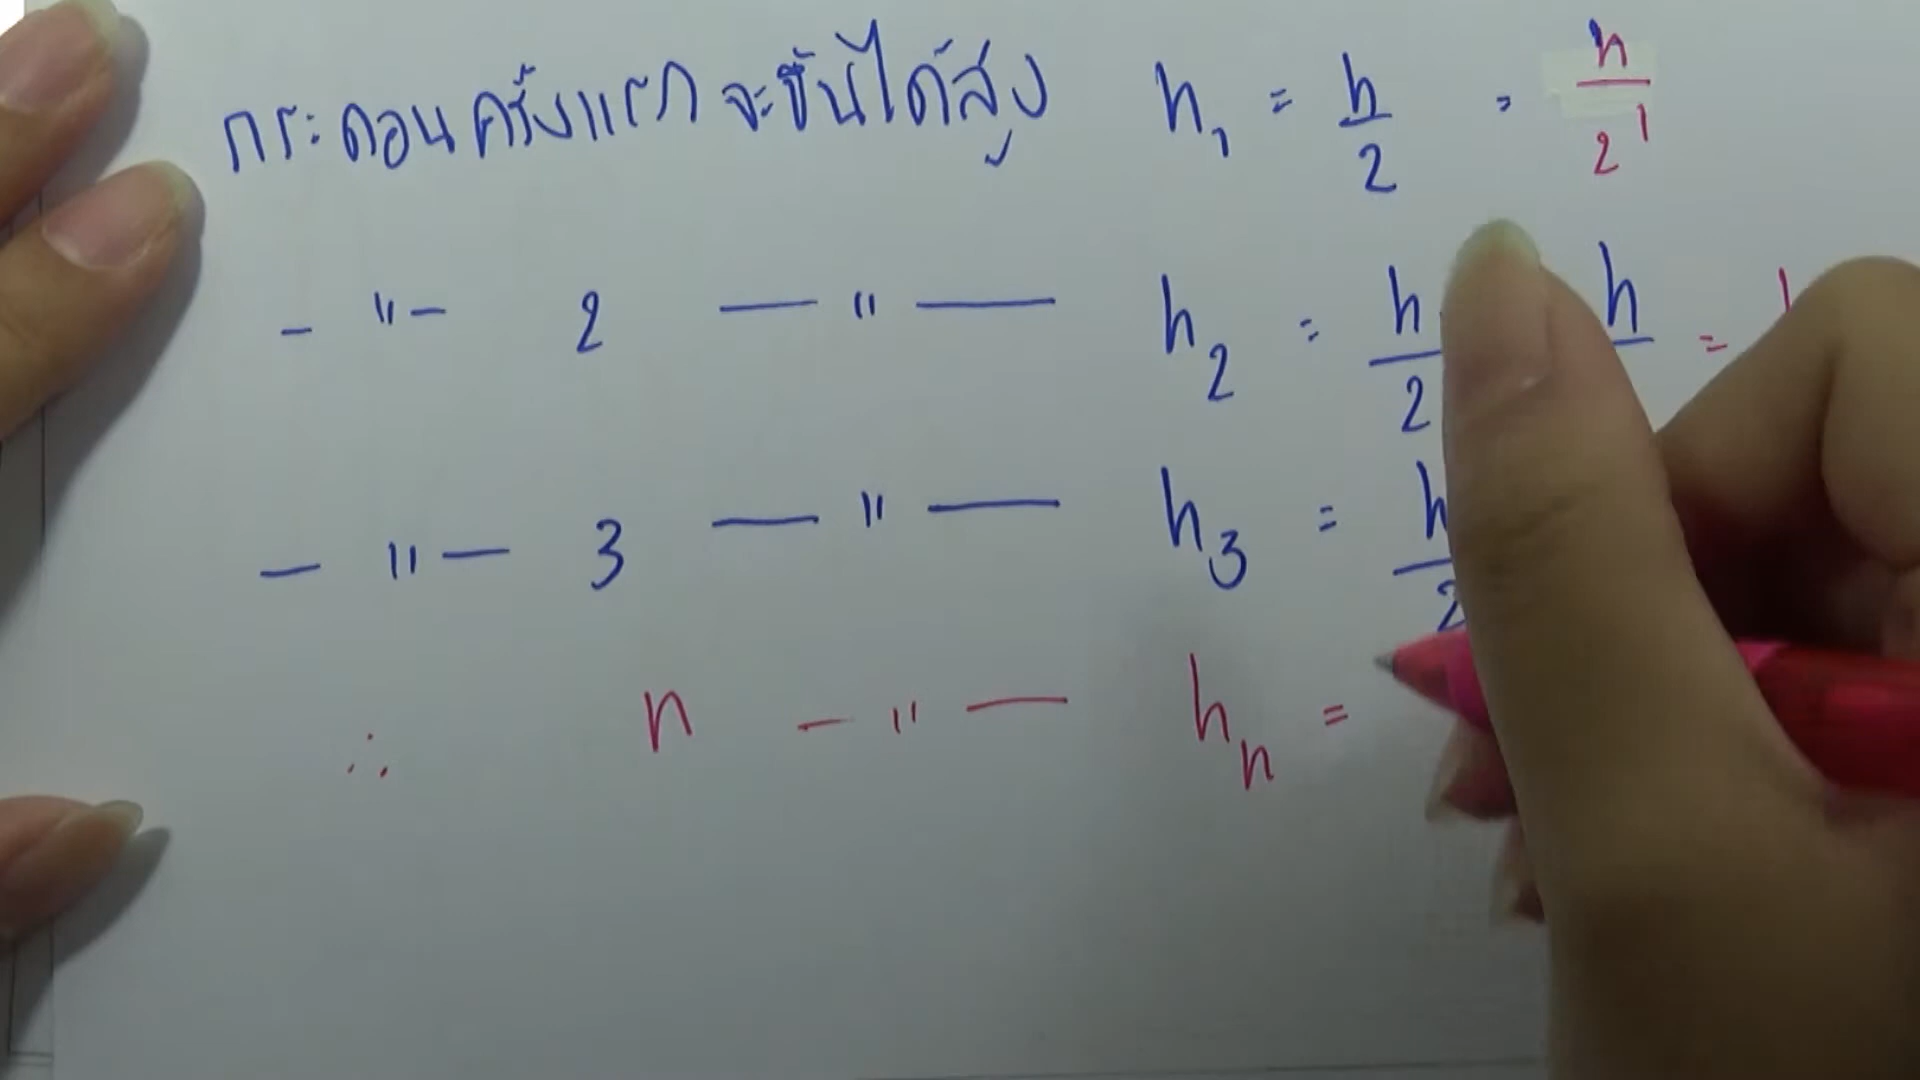 กระดอนครั้งแรก จะขึ้นได้สูง h₁ = h/2 = h/2¹
- " - 2 — " — h₂ = h/2 h =
- " — 3 — " — h₃ = h/2
∴ n - " — hₙ =